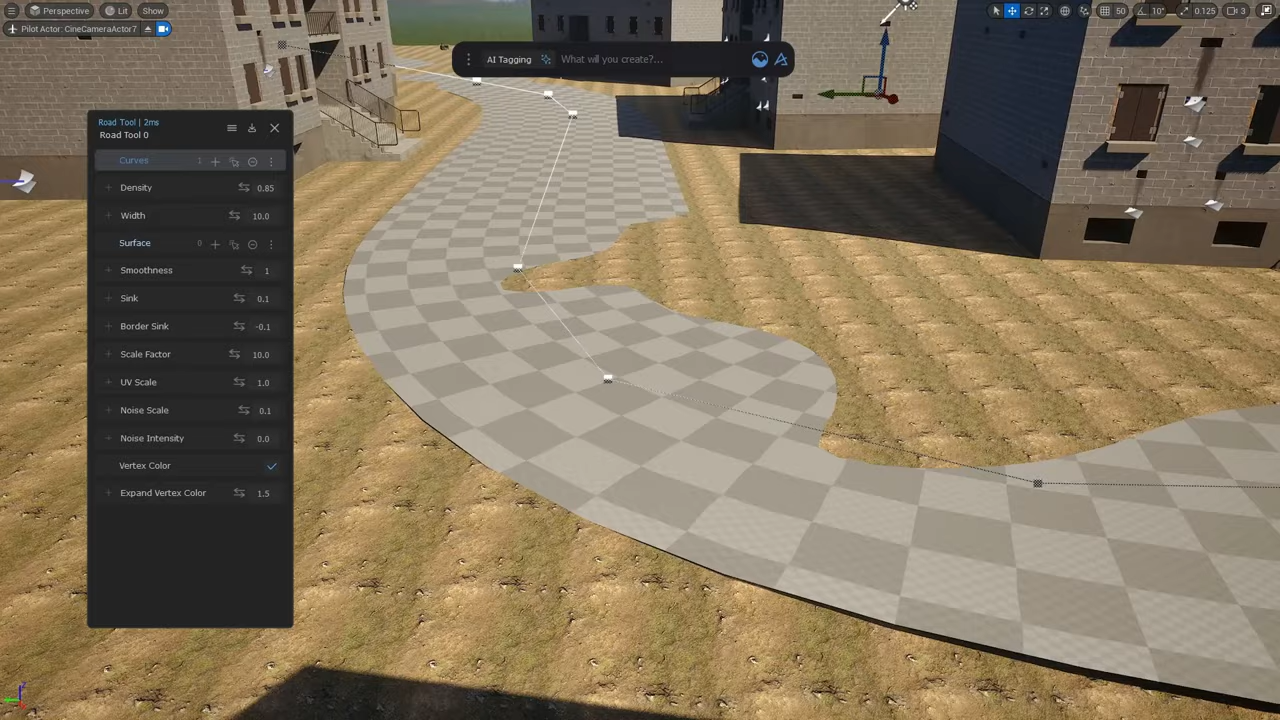 Perspective Lit Show 50 10° 0.125 3
Pilot Actor: CineCameraActor7
AI Tagging What will you create?...
Road Tool | 2ms
Road Tool 0
Curves 1
Density 0.85
Width 10.0
Surface 0
Smoothness 1
Sink 0.1
Border Sink -0.1
Scale Factor 10.0
UV Scale 1.0
Noise Scale 0.1
Noise Intensity 0.0
Vertex Color
Expand Vertex Color 1.5